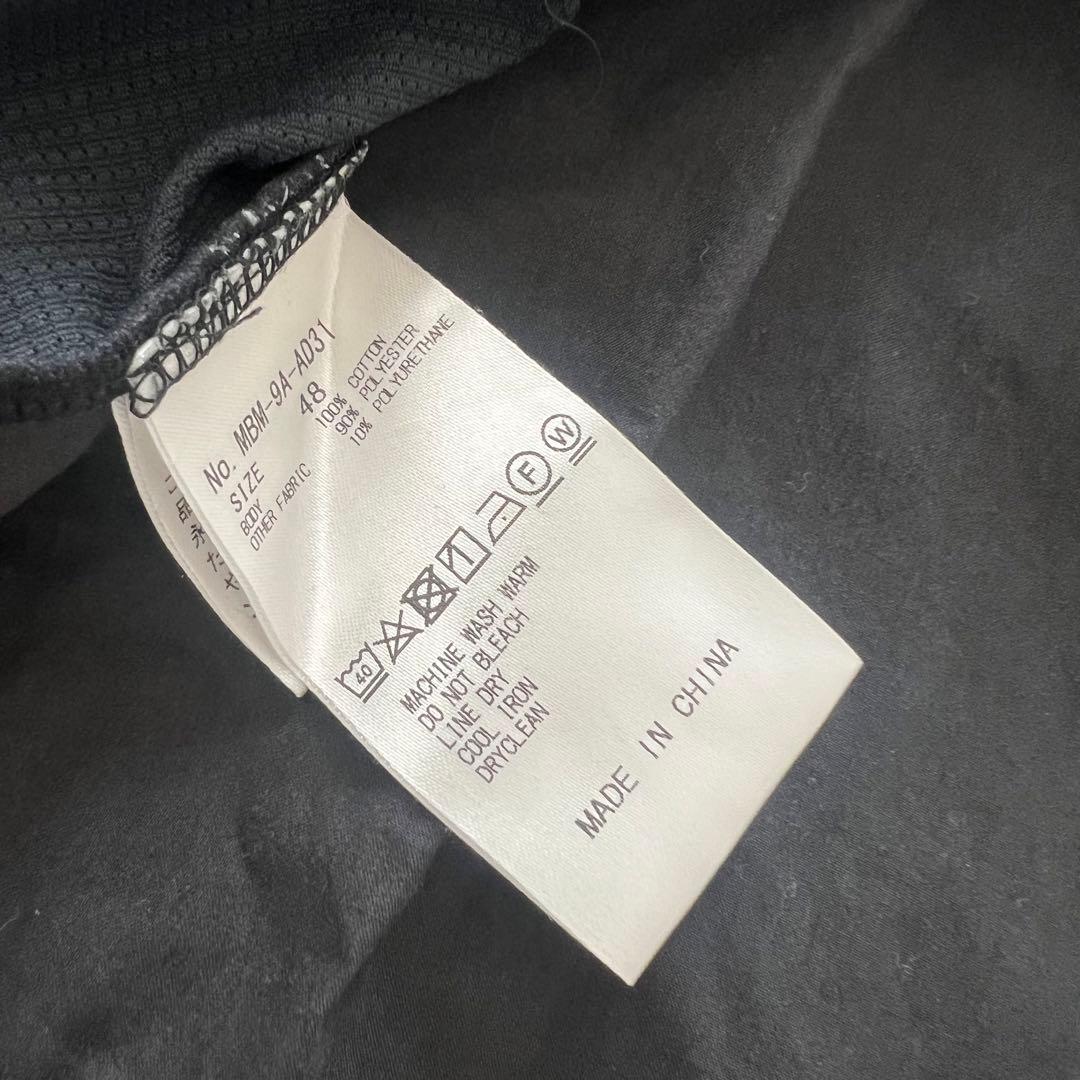 No. MBM-9A-AD31
SIZE 48
BODY 100% COTTON
OTHER FABRIC 90% POLYESTER
10% POLYURETHANE
40 F W
MACHINE WASH WARM
DO NOT BLEACH
LINE DRY
COOL IRON
DRYCLEAN
MADE IN CHINA